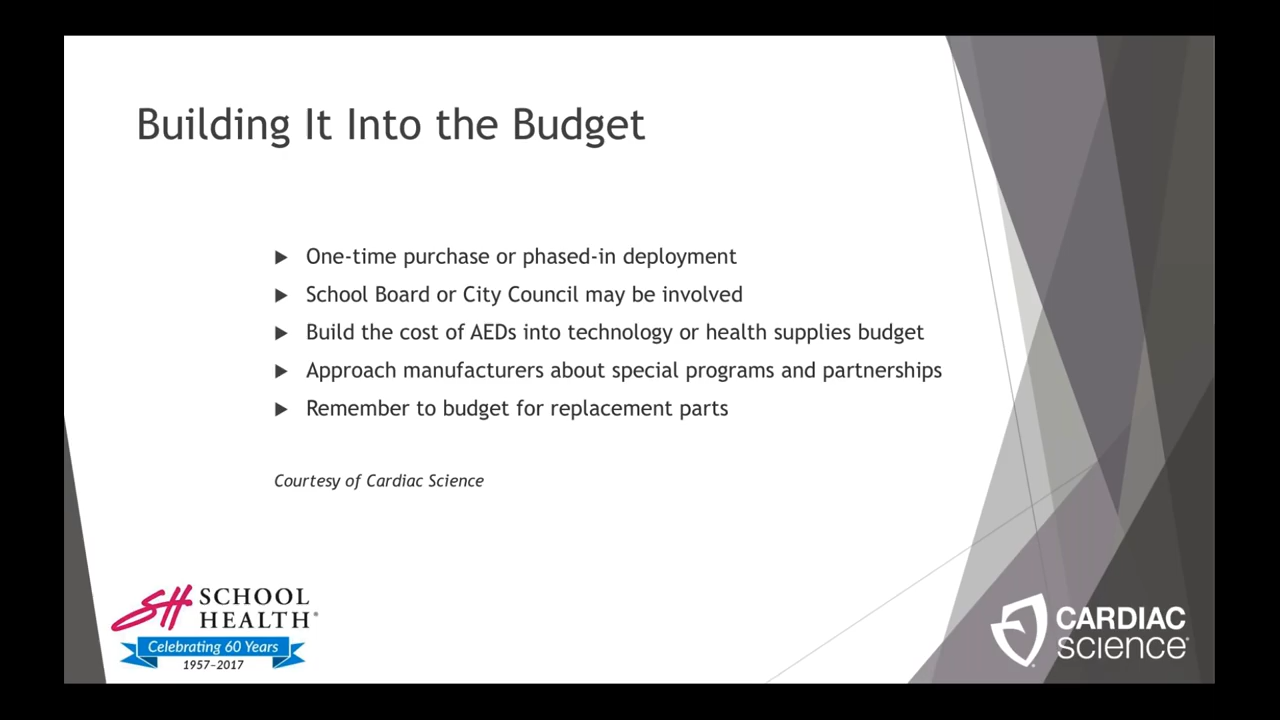 Building It Into the Budget
One-time purchase or phased-in deployment
School Board or City Council may be involved
Build the cost of AEDs into technology or health supplies budget
Approach manufacturers about special programs and partnerships
Remember to budget for replacement parts
Courtesy of Cardiac Science
SH SCHOOL
HEALTH®
Celebrating 60 Years
1957–2017
CARDIAC
science®